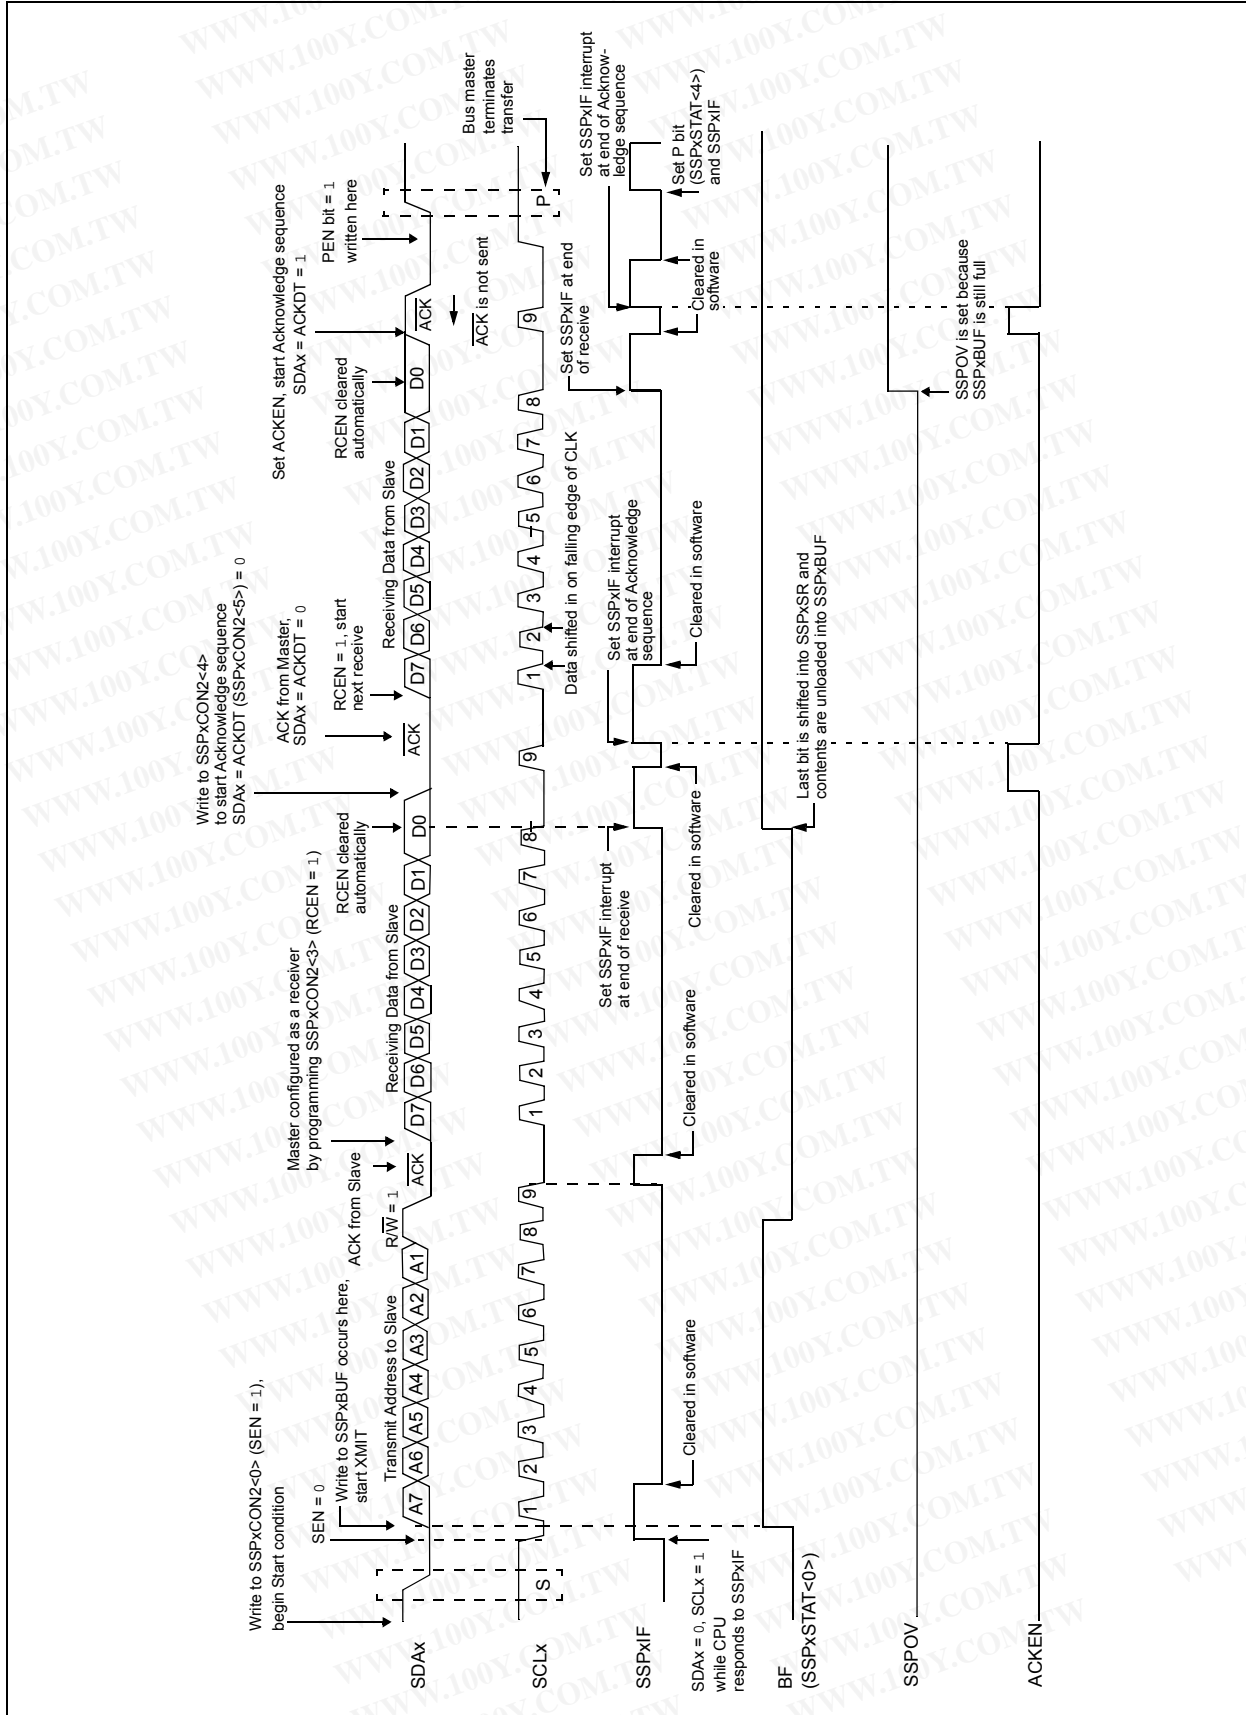 Write to SSPxCON2<0> (SEN = 1),
begin Start condition
SEN = 0
Write to SSPxBUF occurs here,
start XMIT
ACK from Slave
Master configured as a receiver
by programming SSPxCON2<3> (RCEN = 1)
RCEN cleared
automatically
Write to SSPxCON2<4>
to start Acknowledge sequence
SDAx = ACKDT (SSPxCON2<5>) = 0
ACK from Master,
SDAx = ACKDT = 0
RCEN = 1, start
next receive
RCEN cleared
automatically
Set ACKEN, start Acknowledge sequence
SDAx = ACKDT = 1
PEN bit = 1
written here
Transmit Address to Slave
R/W = 1
Receiving Data from Slave
Receiving Data from Slave
SDAx
A7 A6 A5 A4 A3 A2 A1
ACK
D7 D6 D5 D4 D3 D2 D1 D0
ACK
D7 D6 D5 D4 D3 D2 D1 D0
ACK
ACK is not sent
Bus master
terminates
transfer
SCLx
S
1 2 3 4 5 6 7 8 9
1 2 3 4 5 6 7 8 9
1 2 3 4 5 6 7 8 9
P
Data shifted in on falling edge of CLK
Set SSPxIF interrupt
at end of receive
Set SSPxIF interrupt
at end of Acknowledge
sequence
Set SSPxIF at end
of receive
Set SSPxIF interrupt
at end of Acknow-
ledge sequence
SSPxIF
SDAx = 0, SCLx = 1
while CPU
responds to SSPxIF
Cleared in software
Cleared in software
Cleared in software
Cleared in software
Cleared in
software
Set P bit
(SSPxSTAT<4>)
and SSPxIF
BF
(SSPxSTAT<0>)
Last bit is shifted into SSPxSR and
contents are unloaded into SSPxBUF
SSPOV
SSPOV is set because
SSPxBUF is still full
ACKEN
WWW.100Y.COM.TW